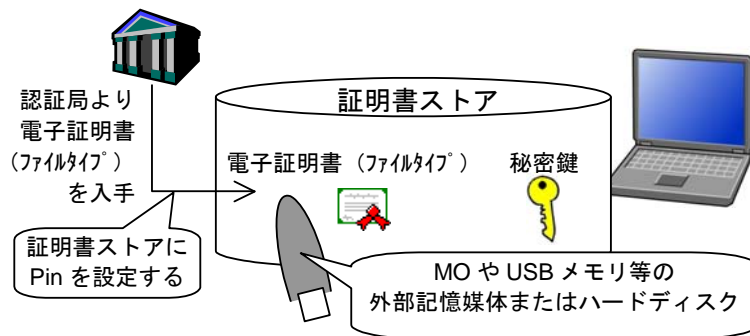 認証局より
電子証明書
（ﾌｧｲﾙﾀｲﾌﾟ）
を入手
証明書ストア
電子証明書（ﾌｧｲﾙﾀｲﾌﾟ）
秘密鍵
証明書ストアに
Pin を設定する
MO や USB メモリ等の
外部記憶媒体またはハードディスク